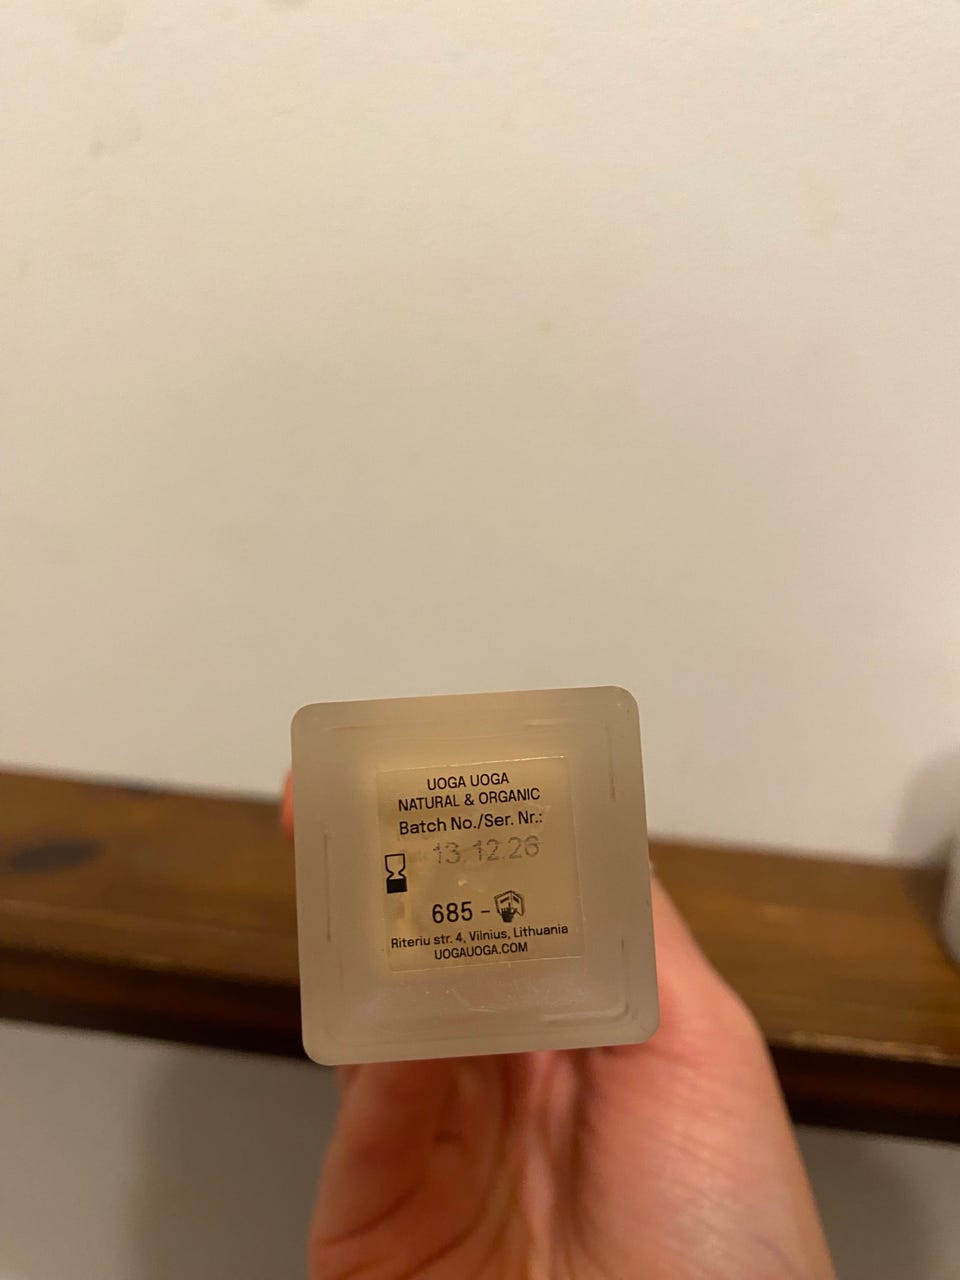 UOGA UOGA
NATURAL & ORGANIC
Batch No./Ser. Nr.:
13.12.26
685 -
Riteriu str. 4, Vilnius, Lithuania
UOGAUOGA.COM